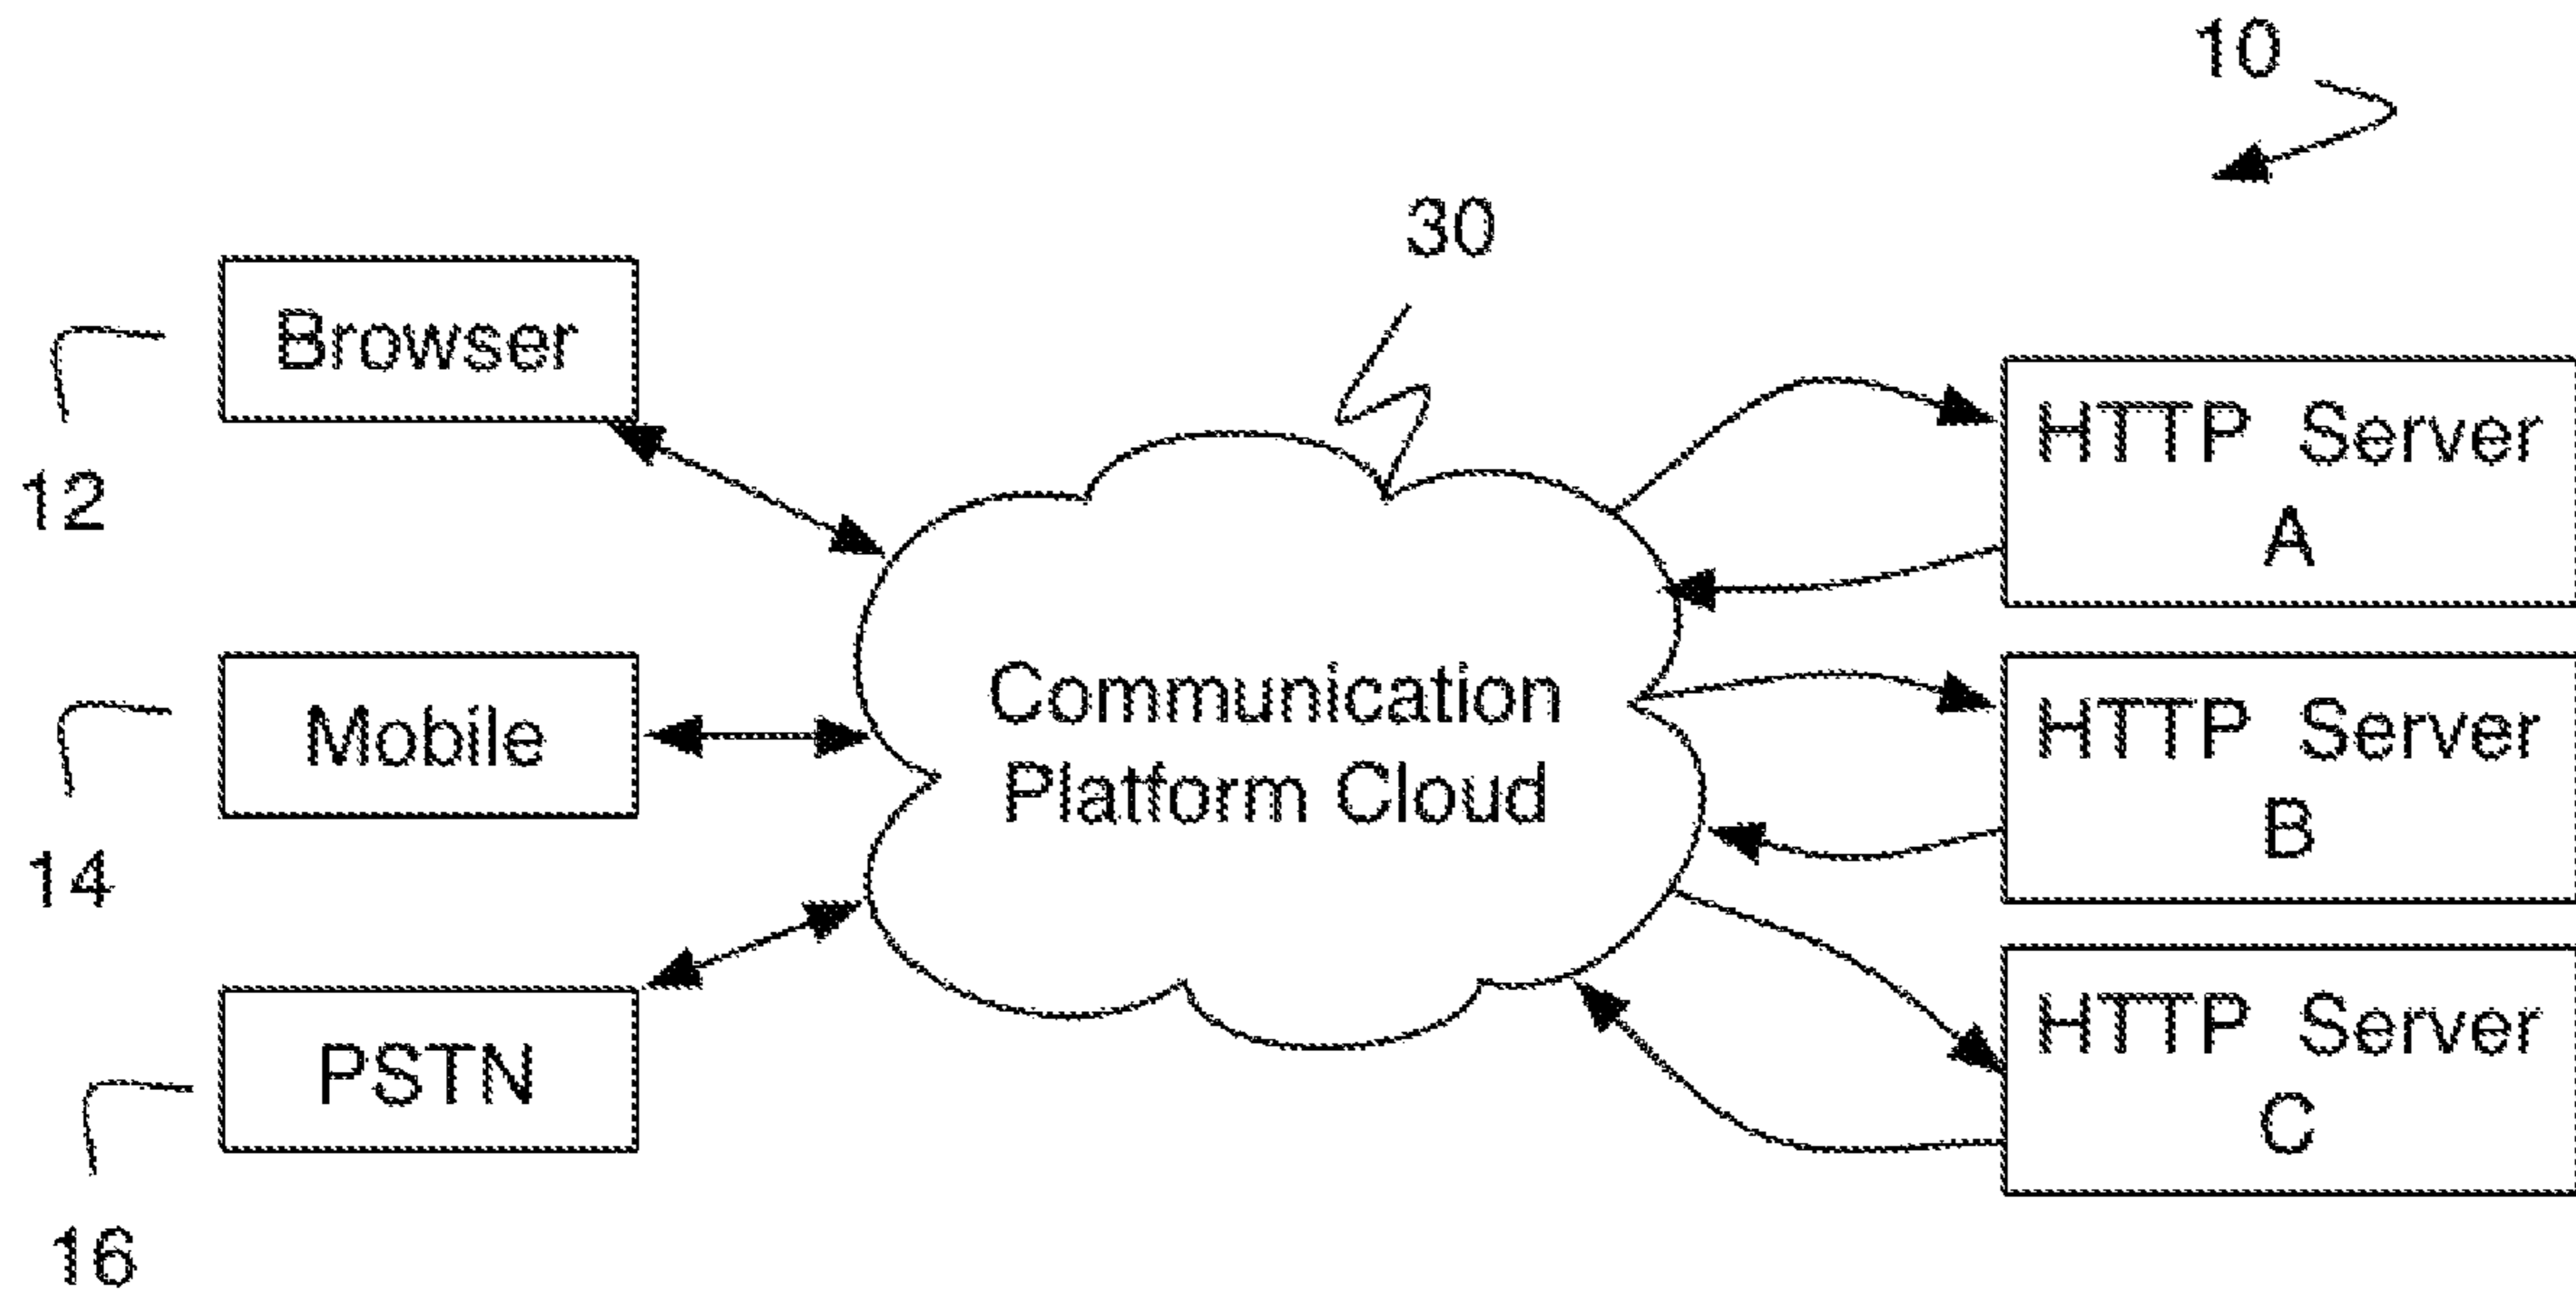 10
30
Browser
12
HTTP Server
A
Mobile
14
Communication
Platform Cloud
HTTP Server
B
PSTN
16
HTTP Server
C